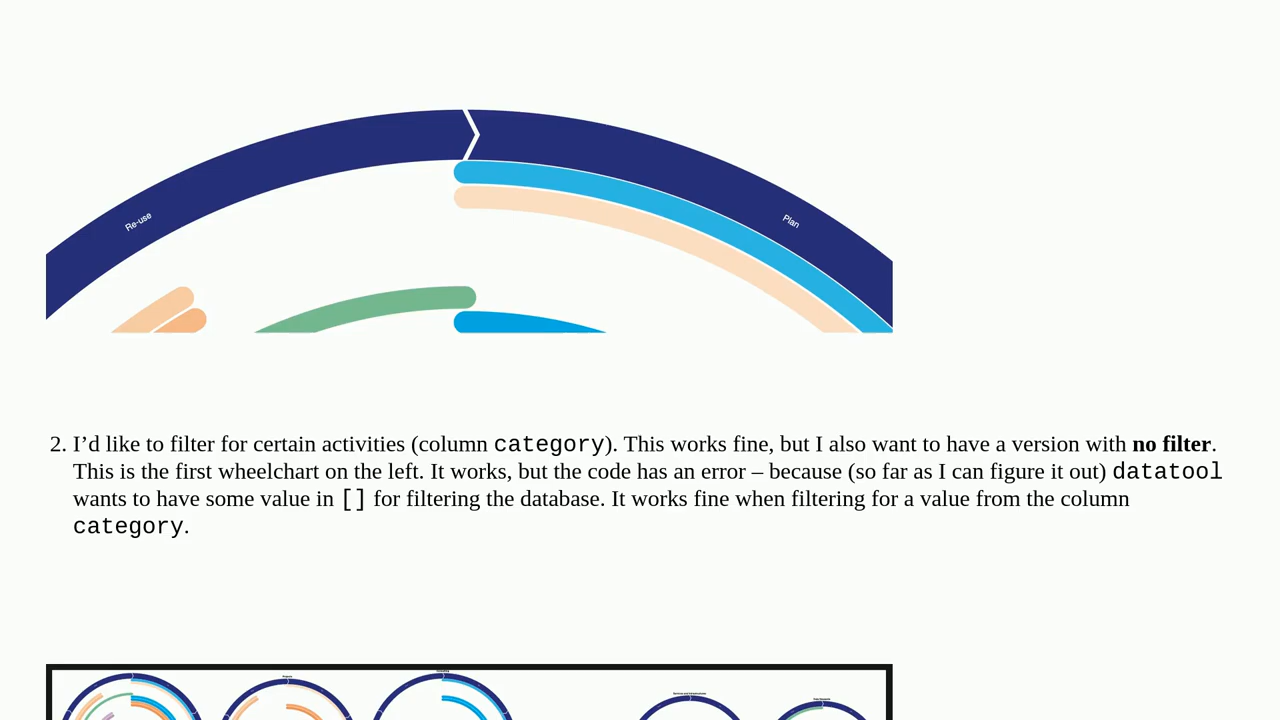 Re-use
Plan
2. I’d like to filter for certain activities (column category). This works fine, but I also want to have a version with no filter.
This is the first wheelchart on the left. It works, but the code has an error – because (so far as I can figure it out) datatool
wants to have some value in [] for filtering the database. It works fine when filtering for a value from the column
category.